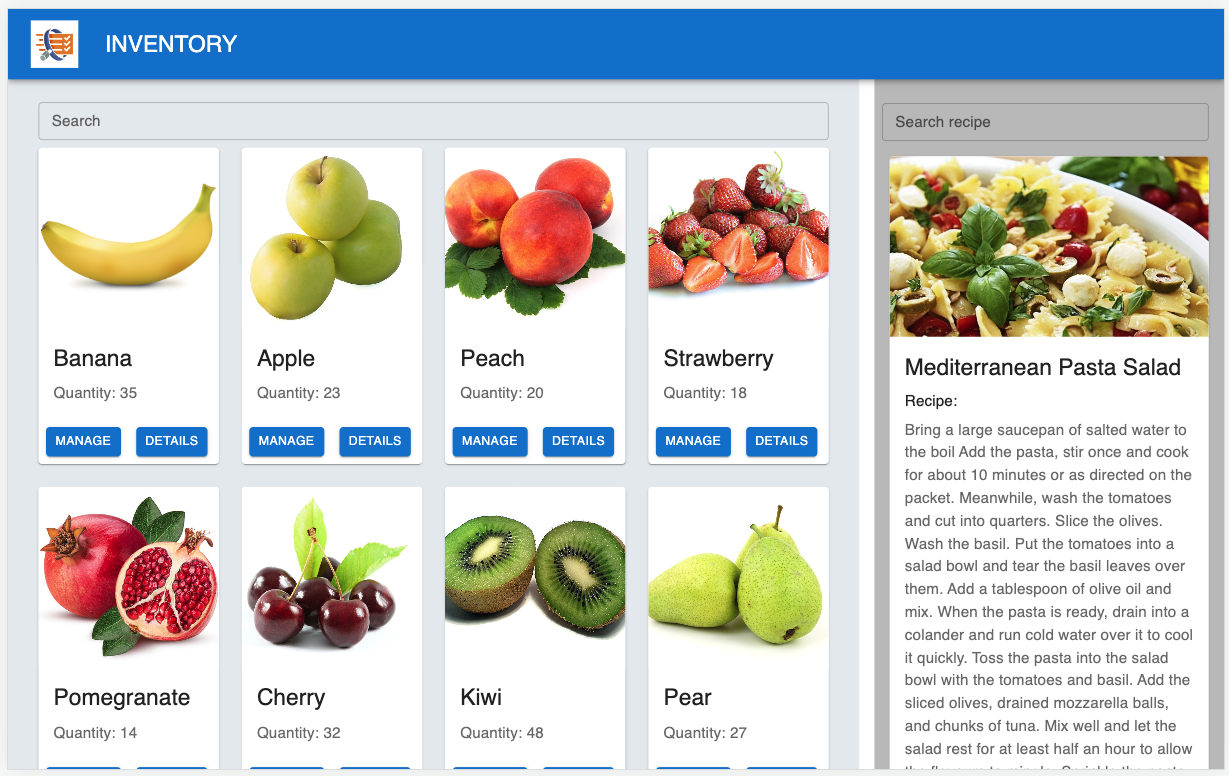 INVENTORY
Search
Banana
Quantity: 35
MANAGE DETAILS
Apple
Quantity: 23
MANAGE DETAILS
Peach
Quantity: 20
MANAGE DETAILS
Strawberry
Quantity: 18
MANAGE DETAILS
Pomegranate
Quantity: 14
Cherry
Quantity: 32
Kiwi
Quantity: 48
Pear
Quantity: 27
Search recipe
Mediterranean Pasta Salad
Recipe:
Bring a large saucepan of salted water to
the boil Add the pasta, stir once and cook
for about 10 minutes or as directed on the
packet. Meanwhile, wash the tomatoes
and cut into quarters. Slice the olives.
Wash the basil. Put the tomatoes into a
salad bowl and tear the basil leaves over
them. Add a tablespoon of olive oil and
mix. When the pasta is ready, drain into a
colander and run cold water over it to cool
it quickly. Toss the pasta into the salad
bowl with the tomatoes and basil. Add the
sliced olives, drained mozzarella balls,
and chunks of tuna. Mix well and let the
salad rest for at least half an hour to allow